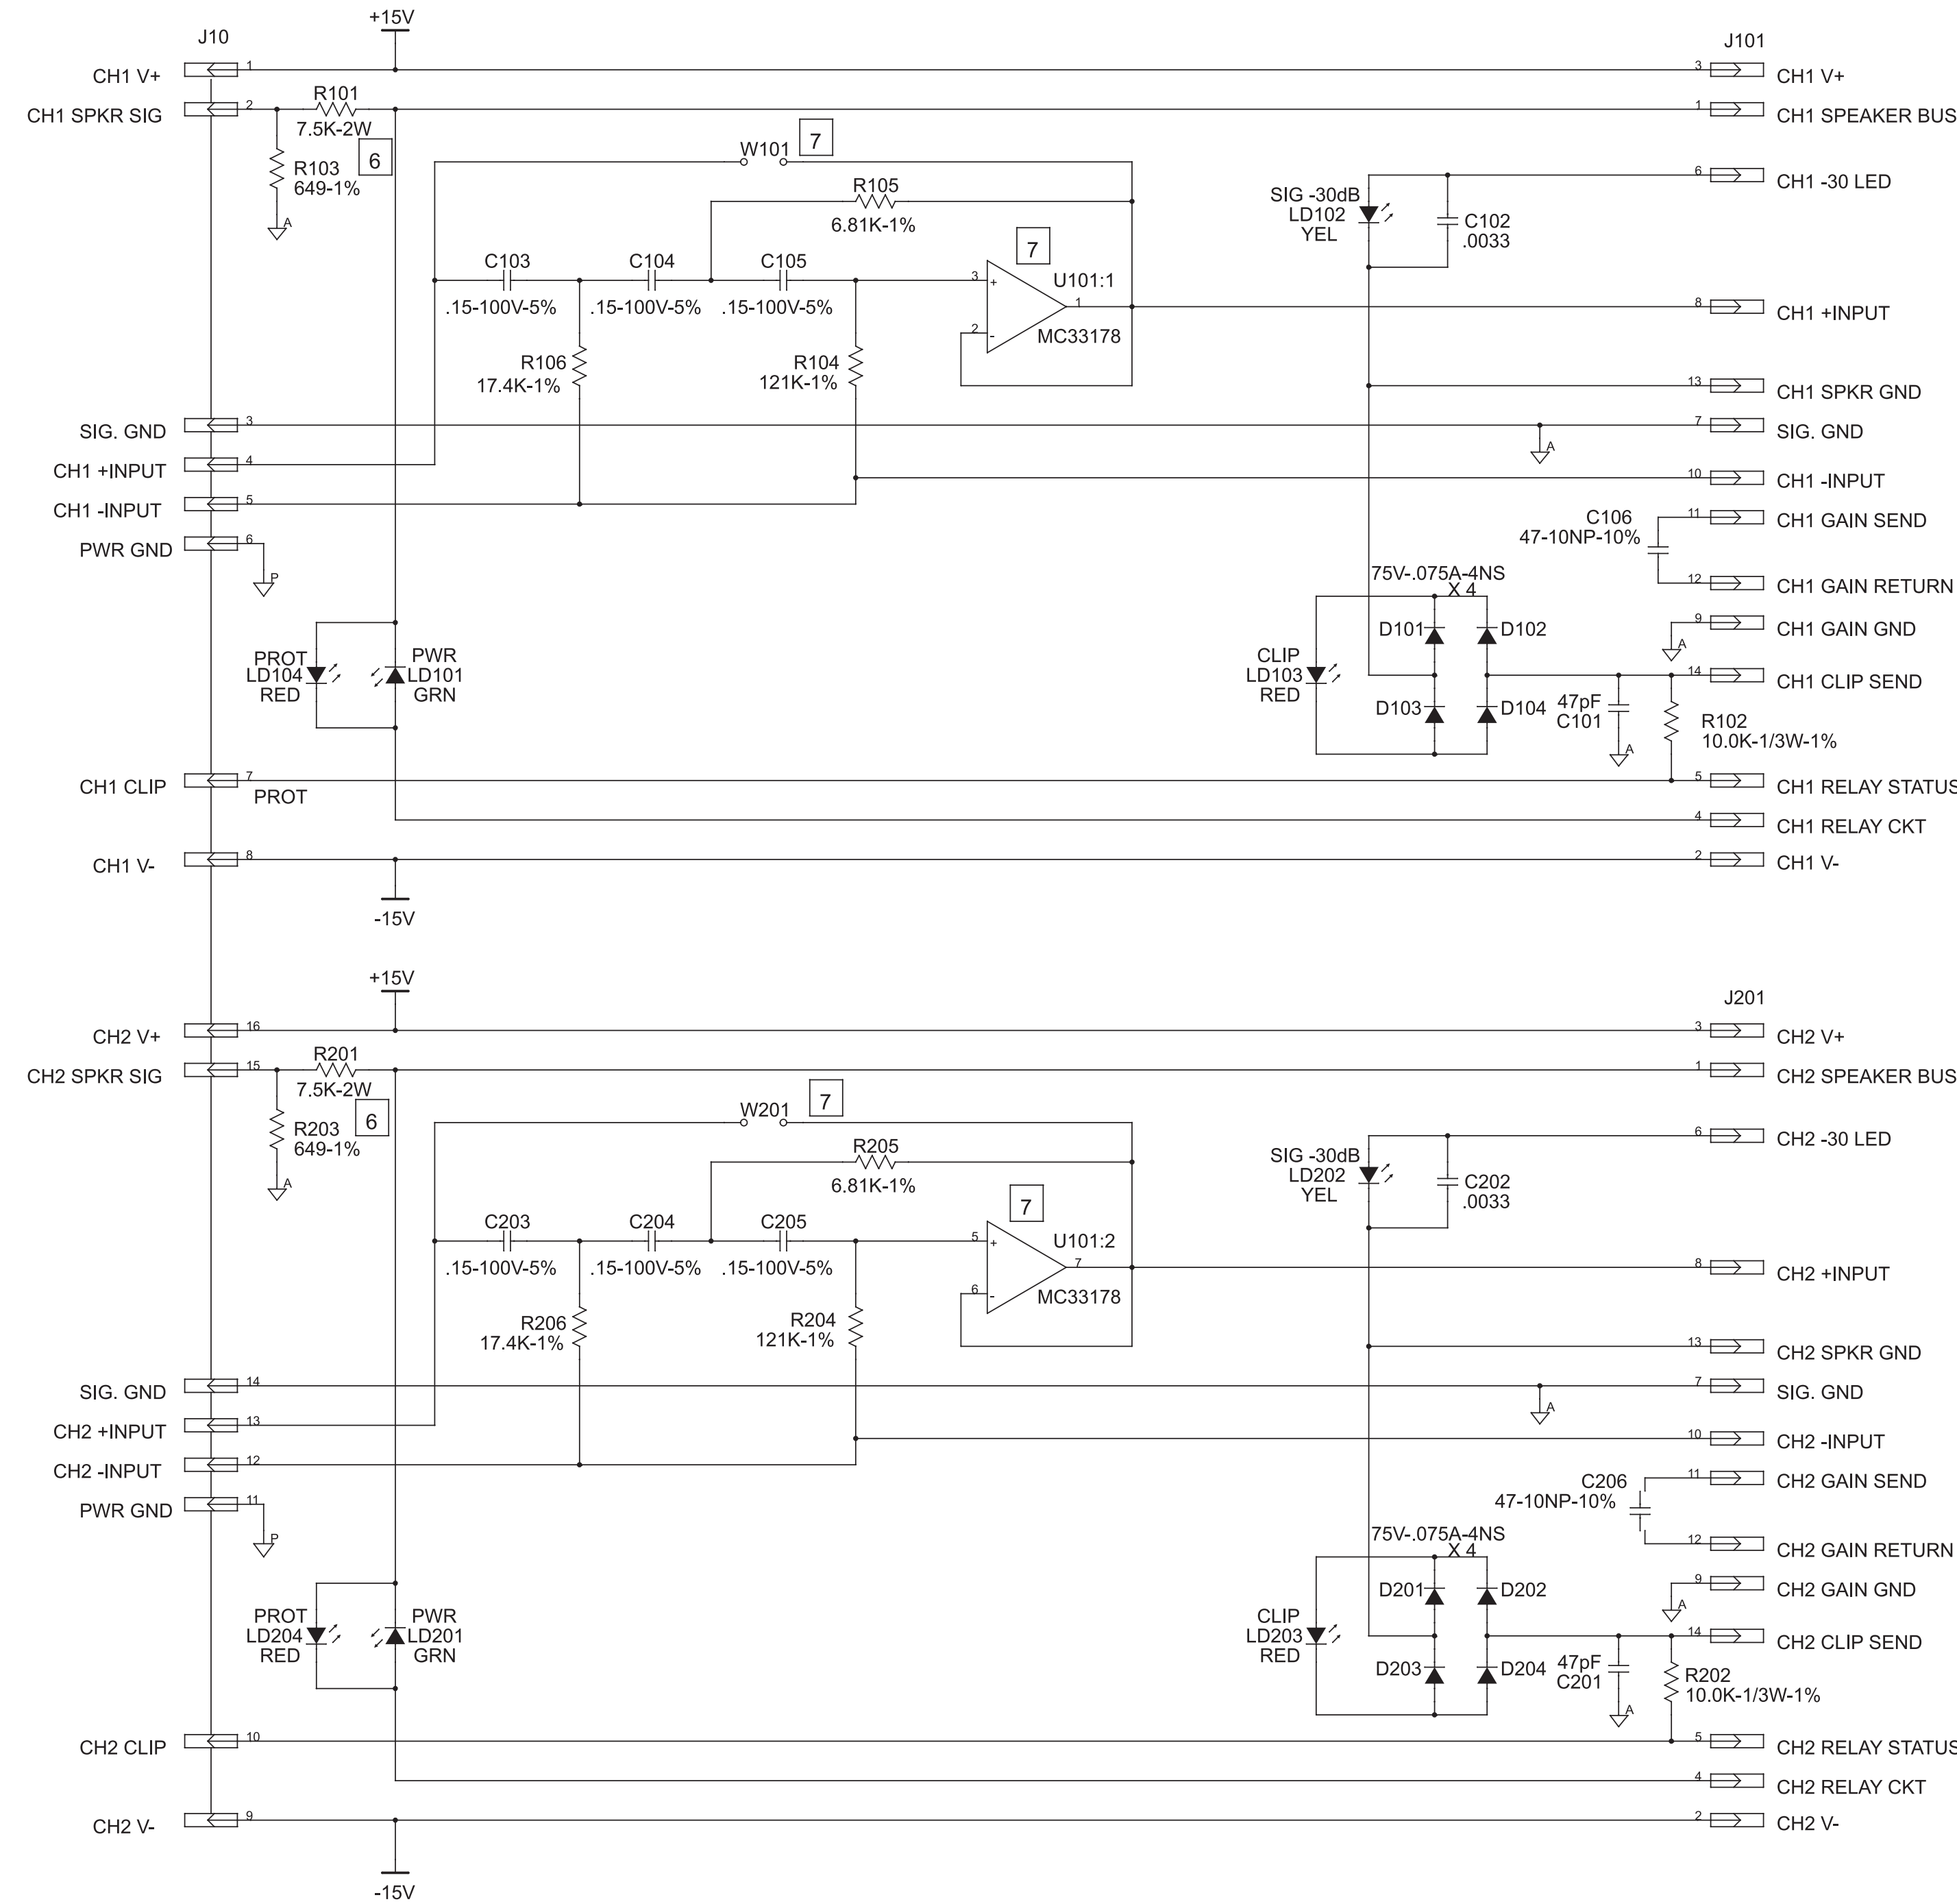 +15V
J10
J101
CH1 V+
1
3
CH1 V+
CH1 SPKR SIG
2
R101
7.5K-2W
6
1
CH1 SPEAKER BUS
R103
649-1%
A
W101
7
R105
6.81K-1%
SIG -30dB
LD102
YEL
C102
.0033
6
CH1 -30 LED
C103
.15-100V-5%
C104
.15-100V-5%
C105
.15-100V-5%
7
3
+
2
-
U101:1
1
MC33178
8
CH1 +INPUT
R106
17.4K-1%
R104
121K-1%
13
CH1 SPKR GND
SIG. GND
3
A
7
SIG. GND
CH1 +INPUT
4
10
CH1 -INPUT
CH1 -INPUT
5
C106
47-10NP-10%
11
CH1 GAIN SEND
PWR GND
6
P
12
CH1 GAIN RETURN
75V-.075A-4NS
X 4
D101
D102
9
A
CH1 GAIN GND
PROT
LD104
RED
PWR
LD101
GRN
CLIP
LD103
RED
D103
D104
47pF
C101
A
14
CH1 CLIP SEND
R102
10.0K-1/3W-1%
CH1 CLIP
7
PROT
5
CH1 RELAY STATUS
4
CH1 RELAY CKT
CH1 V-
8
2
CH1 V-
-15V
+15V
J201
CH2 V+
16
3
CH2 V+
CH2 SPKR SIG
15
R201
7.5K-2W
6
1
CH2 SPEAKER BUS
R203
649-1%
A
W201
7
R205
6.81K-1%
SIG -30dB
LD202
YEL
C202
.0033
6
CH2 -30 LED
C203
.15-100V-5%
C204
.15-100V-5%
C205
.15-100V-5%
7
5
+
6
-
U101:2
7
MC33178
8
CH2 +INPUT
R206
17.4K-1%
R204
121K-1%
13
CH2 SPKR GND
SIG. GND
14
A
7
SIG. GND
CH2 +INPUT
13
10
CH2 -INPUT
CH2 -INPUT
12
C206
47-10NP-10%
11
CH2 GAIN SEND
PWR GND
11
P
12
CH2 GAIN RETURN
75V-.075A-4NS
X 4
D201
D202
9
A
CH2 GAIN GND
PROT
LD204
RED
PWR
LD201
GRN
CLIP
LD203
RED
D203
D204
47pF
C201
A
14
CH2 CLIP SEND
R202
10.0K-1/3W-1%
CH2 CLIP
10
5
CH2 RELAY STATUS
4
CH2 RELAY CKT
CH2 V-
9
2
CH2 V-
-15V